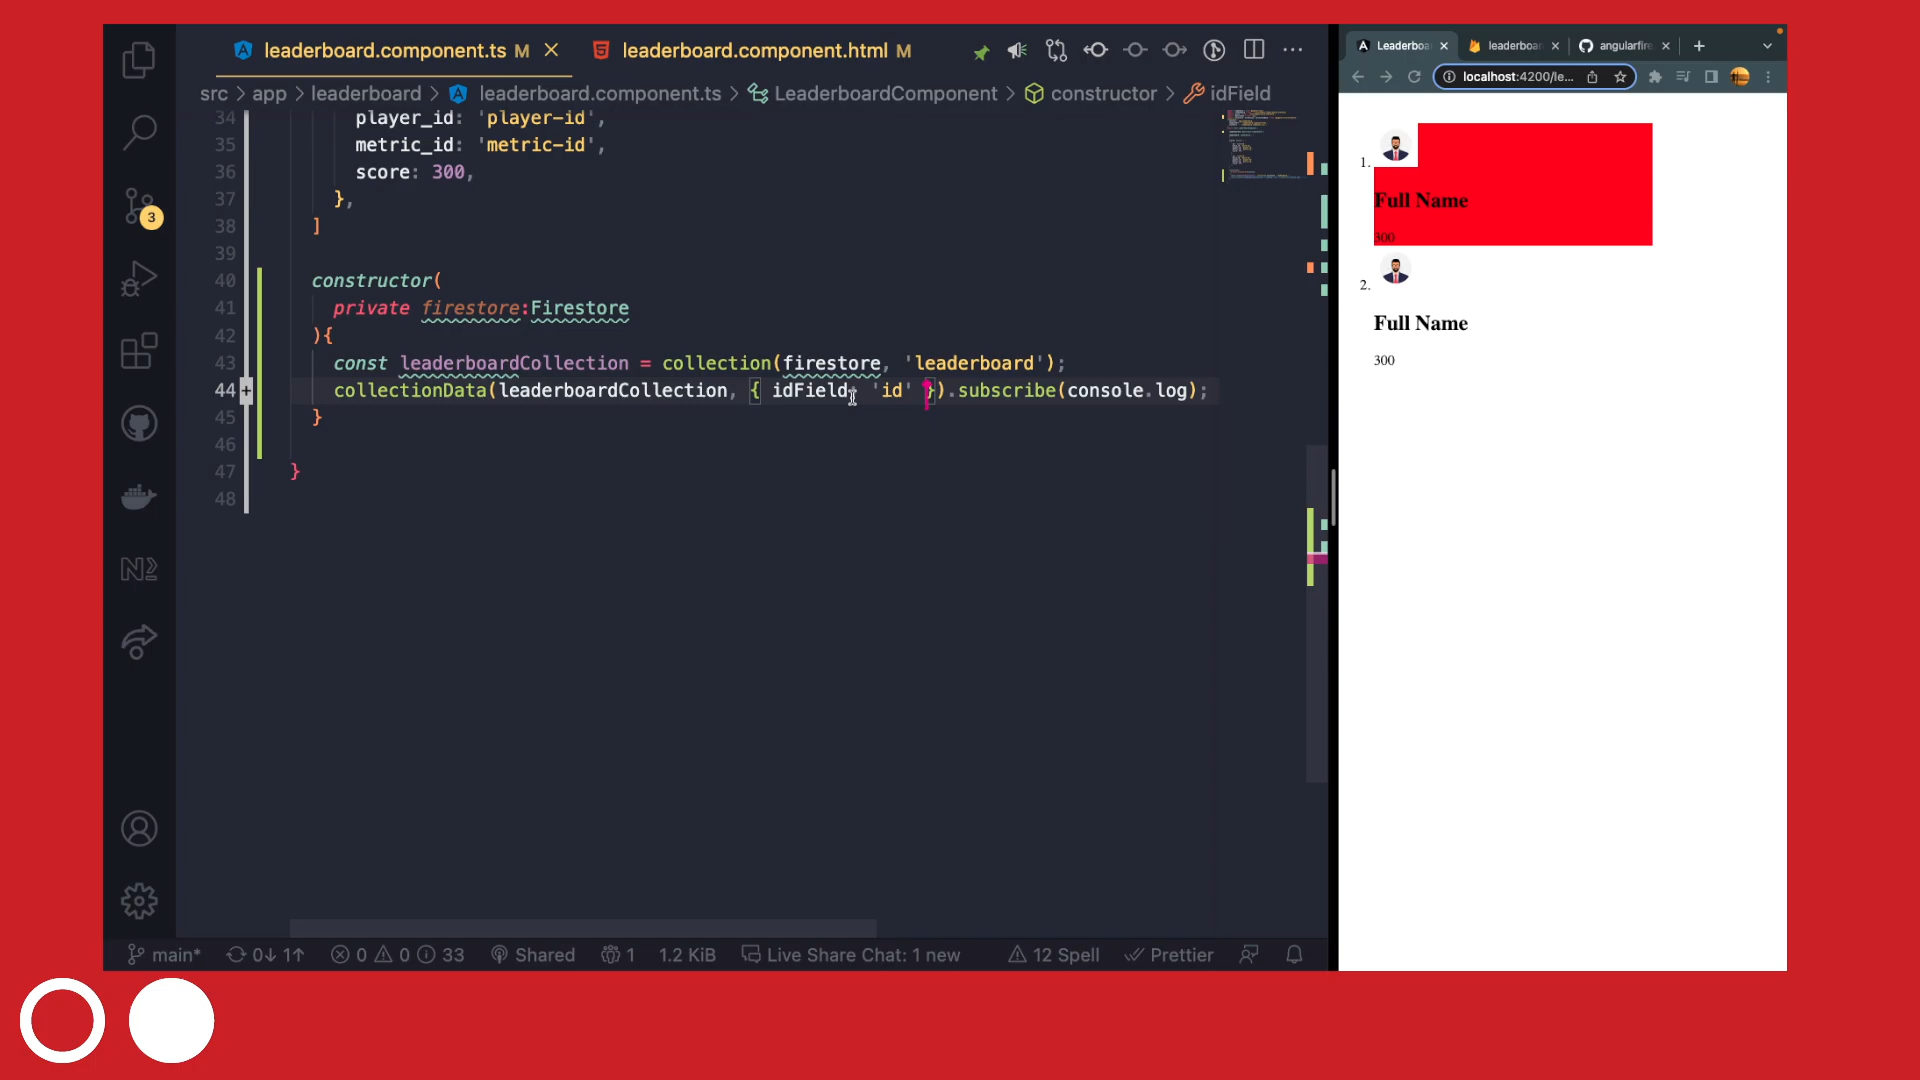 leaderboard.component.ts M
leaderboard.component.html M
src > app > leaderboard > leaderboard.component.ts > LeaderboardComponent > constructor > idField
34 player_id: 'player-id',
35 metric_id: 'metric-id',
36 score: 300,
37 },
38 ]
39
40 constructor(
41 private firestore:Firestore
42 ){
43 const leaderboardCollection = collection(firestore, 'leaderboard');
44 collectionData(leaderboardCollection, { idField: 'id' }).subscribe(console.log);
45 }
46
47 }
48
3
main* 0↓ 1↑ 0 0 33 Shared 1 1.2 KiB Live Share Chat: 1 new 12 Spell Prettier
Leaderboa
leaderboar
angularfire
localhost:4200/le...
1.
Full Name
300
2.
Full Name
300